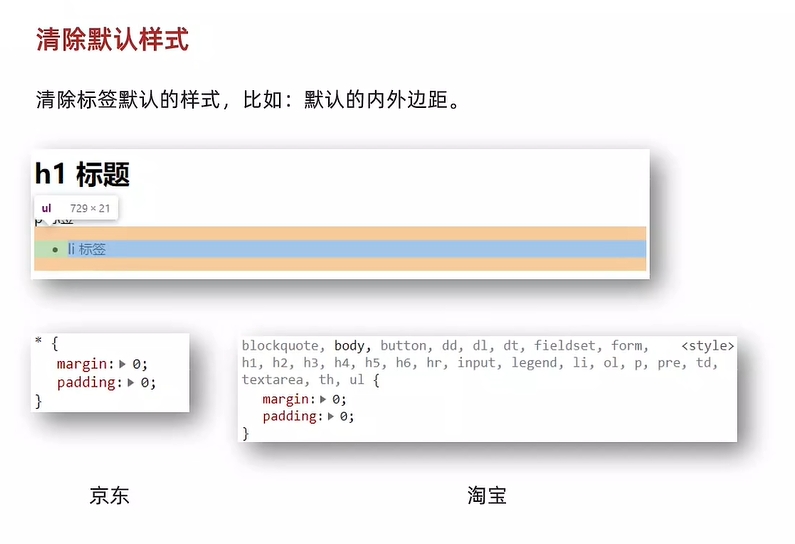 清除默认样式
清除标签默认的样式，比如：默认的内外边距。
h1 标题
ul 729 × 21
p 标签
• li 标签
* {
margin:▶ 0;
padding:▶ 0;
}
blockquote, body, button, dd, dl, dt, fieldset, form, <style>
h1, h2, h3, h4, h5, h6, hr, input, legend, li, ol, p, pre, td,
textarea, th, ul {
margin:▶ 0;
padding:▶ 0;
}
京东
淘宝